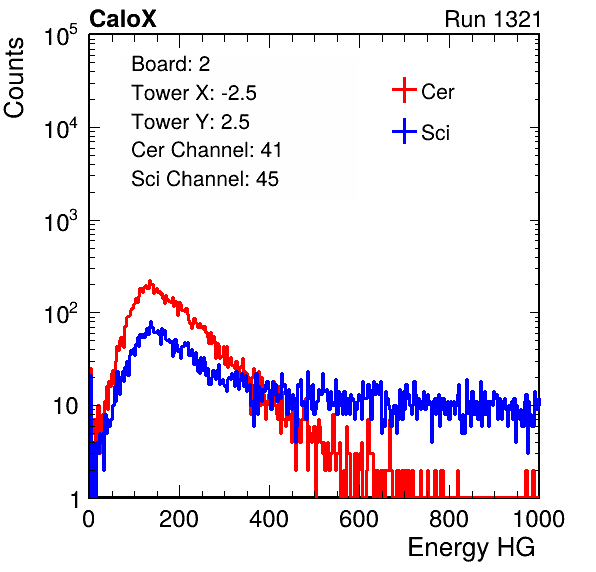 CaloX Run 1321
Counts
10^5
10^4
10^3
10^2
10
1
Board: 2
Tower X: -2.5
Tower Y: 2.5
Cer Channel: 41
Sci Channel: 45
Cer
Sci
0 200 400 600 800 1000
Energy HG